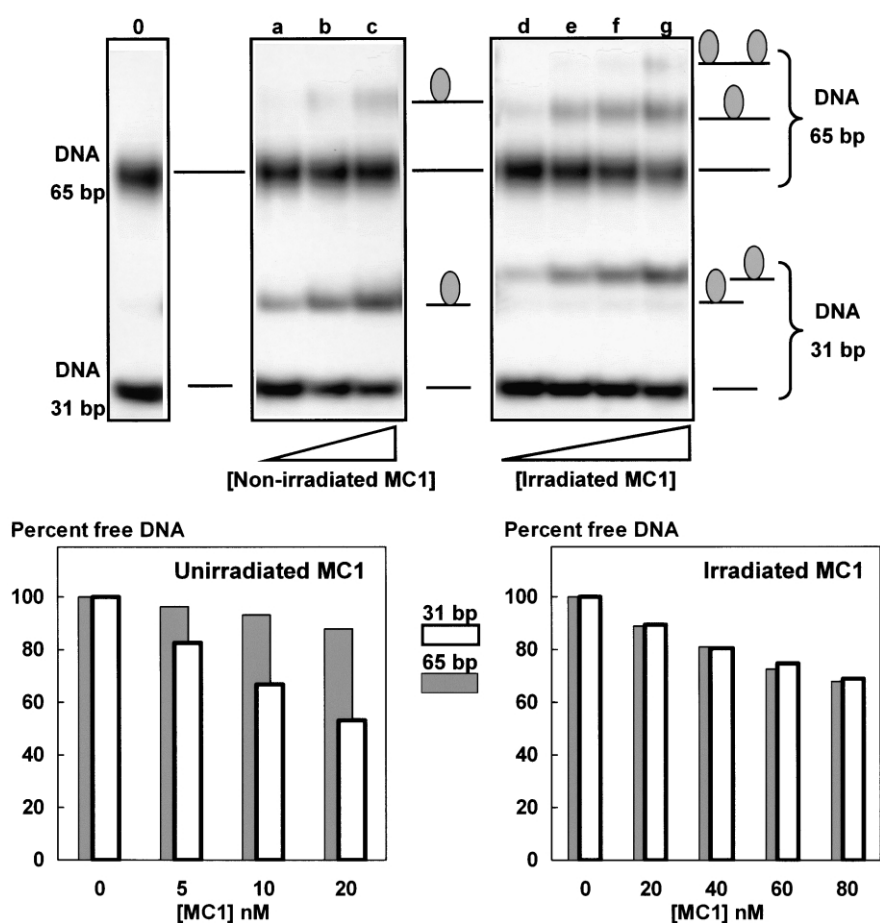 0 a b c d e f g
DNA
65 bp
DNA
31 bp
DNA
65 bp
DNA
31 bp
[Non-irradiated MC1]
[Irradiated MC1]
Percent free DNA
Unirradiated MC1
100
80
60
40
20
0
0 5 10 20
[MC1] nM
31 bp
65 bp
Percent free DNA
Irradiated MC1
100
80
60
40
20
0
0 20 40 60 80
[MC1] nM